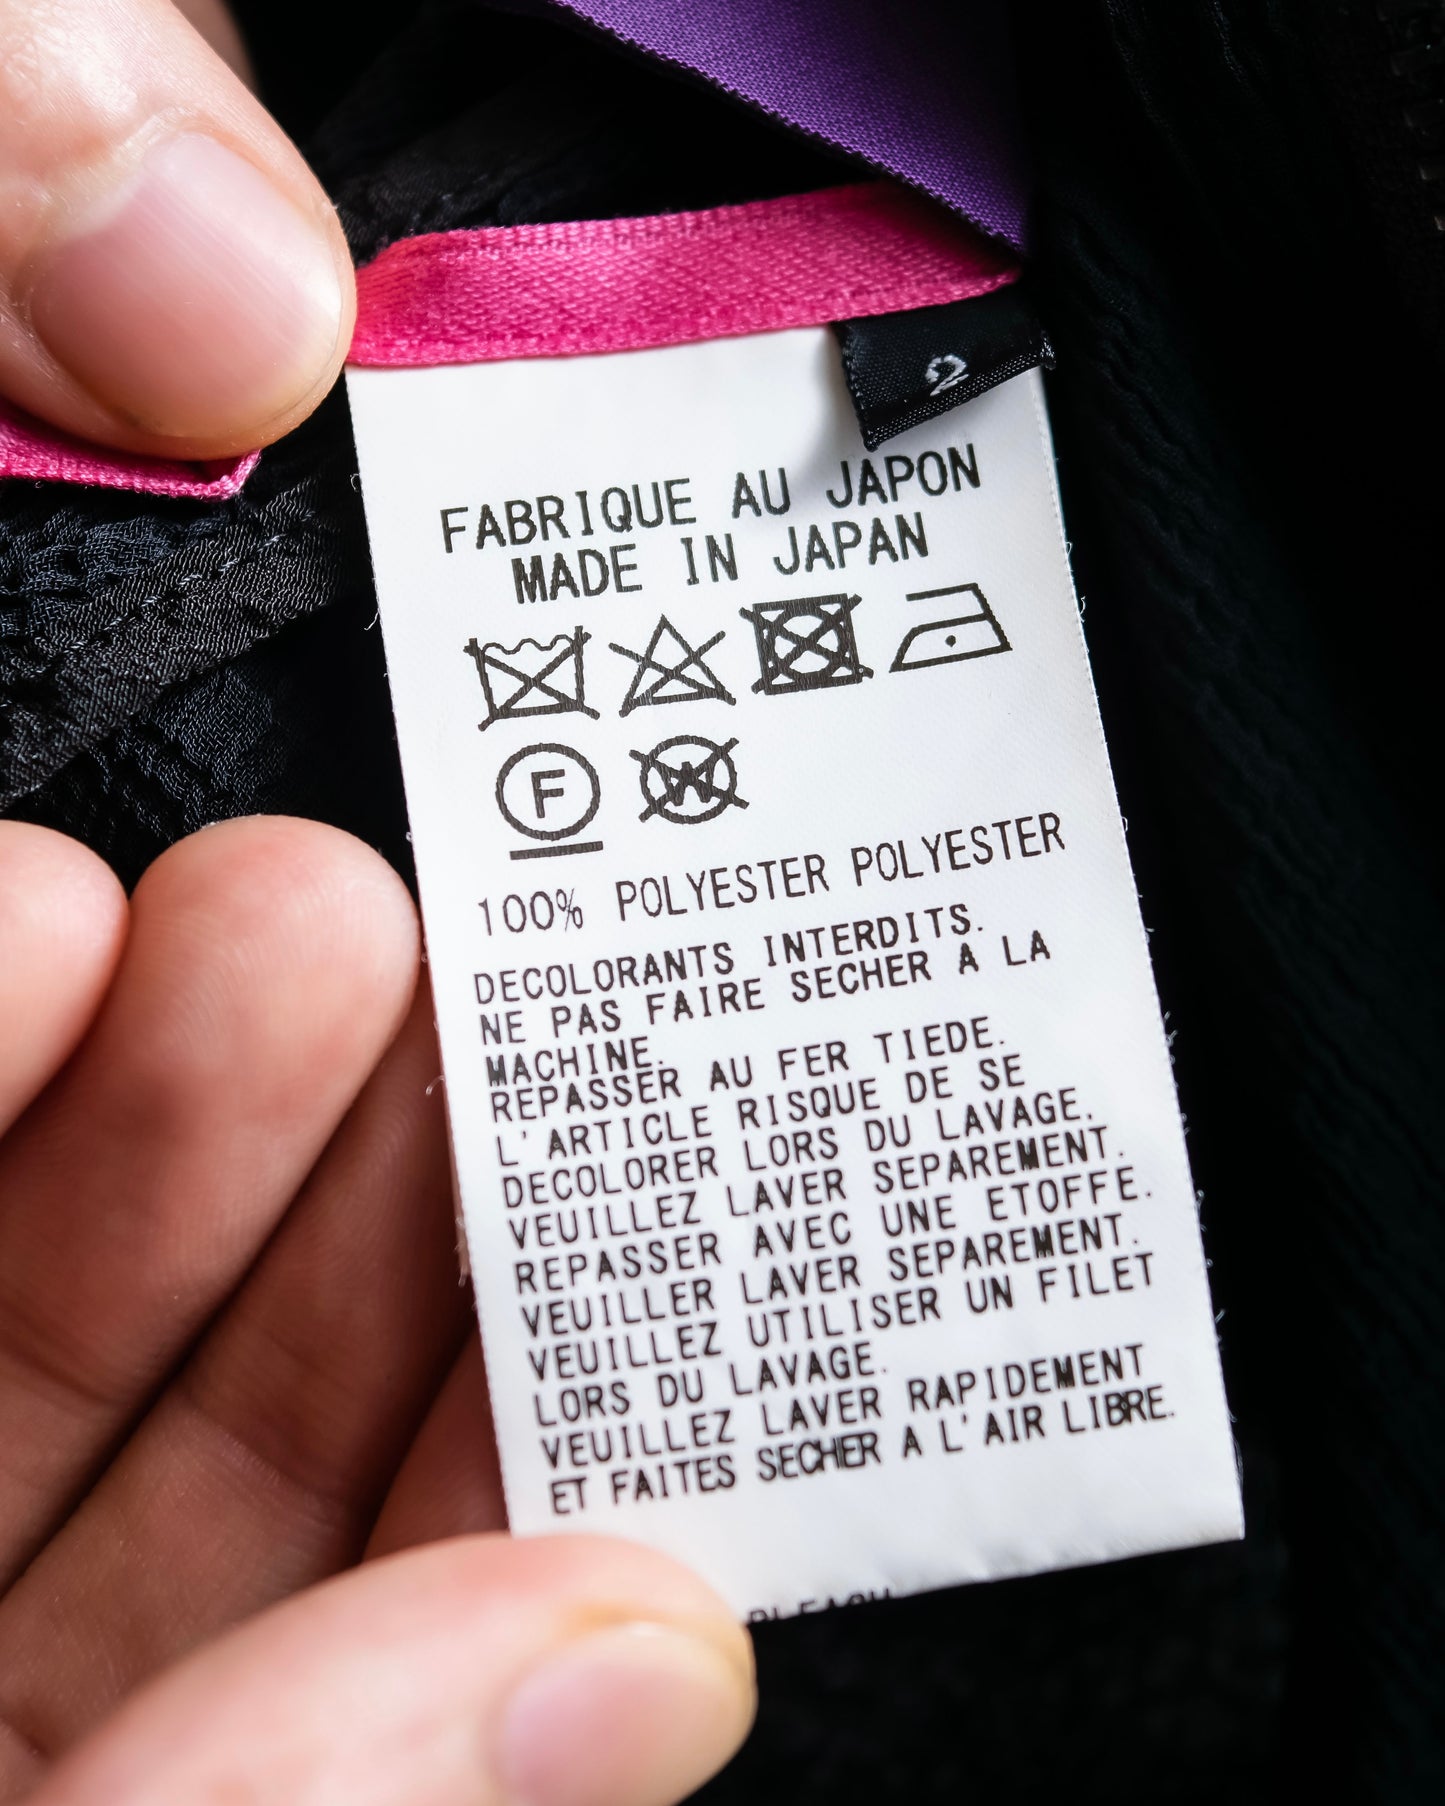 2
FABRIQUE AU JAPON
MADE IN JAPAN
F
W
100% POLYESTER POLYESTER
DECOLORANTS INTERDITS.
NE PAS FAIRE SECHER A LA
MACHINE.
REPASSER AU FER TIEDE.
L'ARTICLE RISQUE DE SE
DECOLORER LORS DU LAVAGE.
VEUILLEZ LAVER SEPAREMENT.
REPASSER AVEC UNE ETOFFE.
VEUILLER LAVER SEPAREMENT.
VEUILLEZ UTILISER UN FILET
LORS DU LAVAGE.
VEUILLEZ LAVER RAPIDEMENT
ET FAITES SECHER A L'AIR LIBRE.